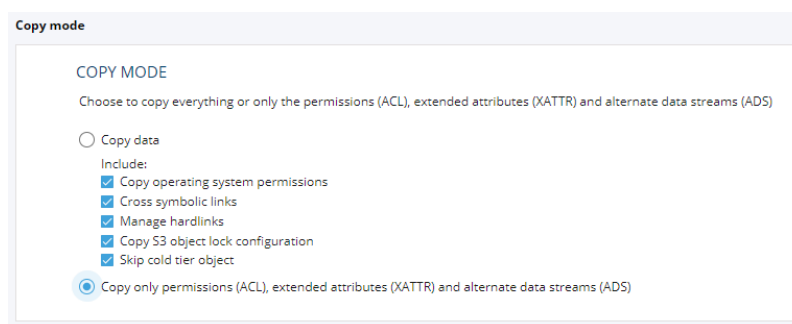 Copy mode
COPY MODE
Choose to copy everything or only the permissions (ACL), extended attributes (XATTR) and alternate data streams (ADS)
Copy data
Include:
Copy operating system permissions
Cross symbolic links
Manage hardlinks
Copy S3 object lock configuration
Skip cold tier object
Copy only permissions (ACL), extended attributes (XATTR) and alternate data streams (ADS)